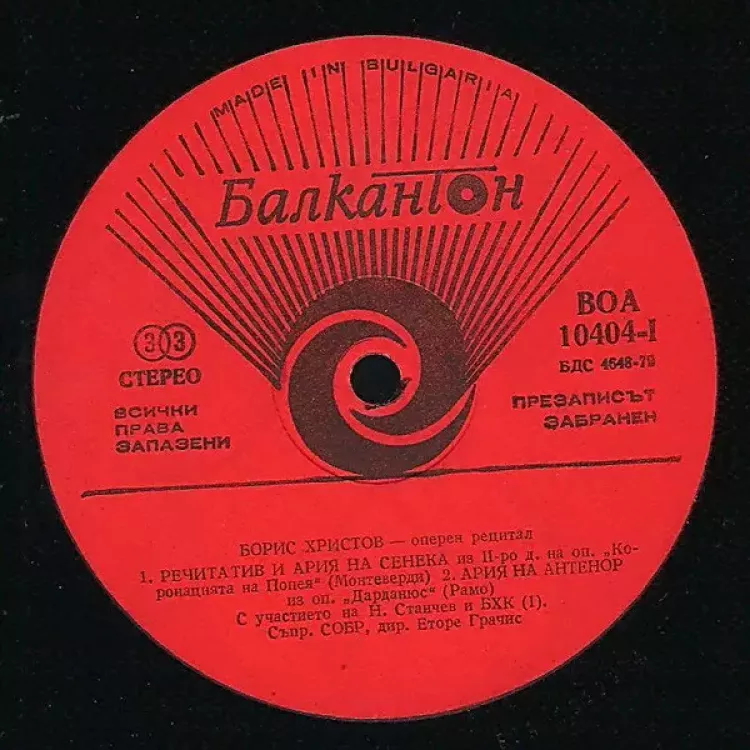 MADE IN BULGARIA
Балкантон
33
СТЕРЕО
ВСИЧКИ
ПРАВА
ЗАПАЗЕНИ
ВОА
10404-I
БДС 4648-79
ПРЕЗАПИСЪТ
ЗАБРАНЕН
БОРИС ХРИСТОВ — оперен рецитал
1. РЕЧИТАТИВ И АРИЯ НА СЕНЕКА из II-ро д. на оп. „Ко-
ронацията на Попея“ (Монтеверди) 2. АРИЯ НА АНТЕНОР
из оп. „Дарданюс“ (Рамо)
С участието на Н. Станчев и БХК (I).
Съпр. СОБР, дир. Еторе Грачис